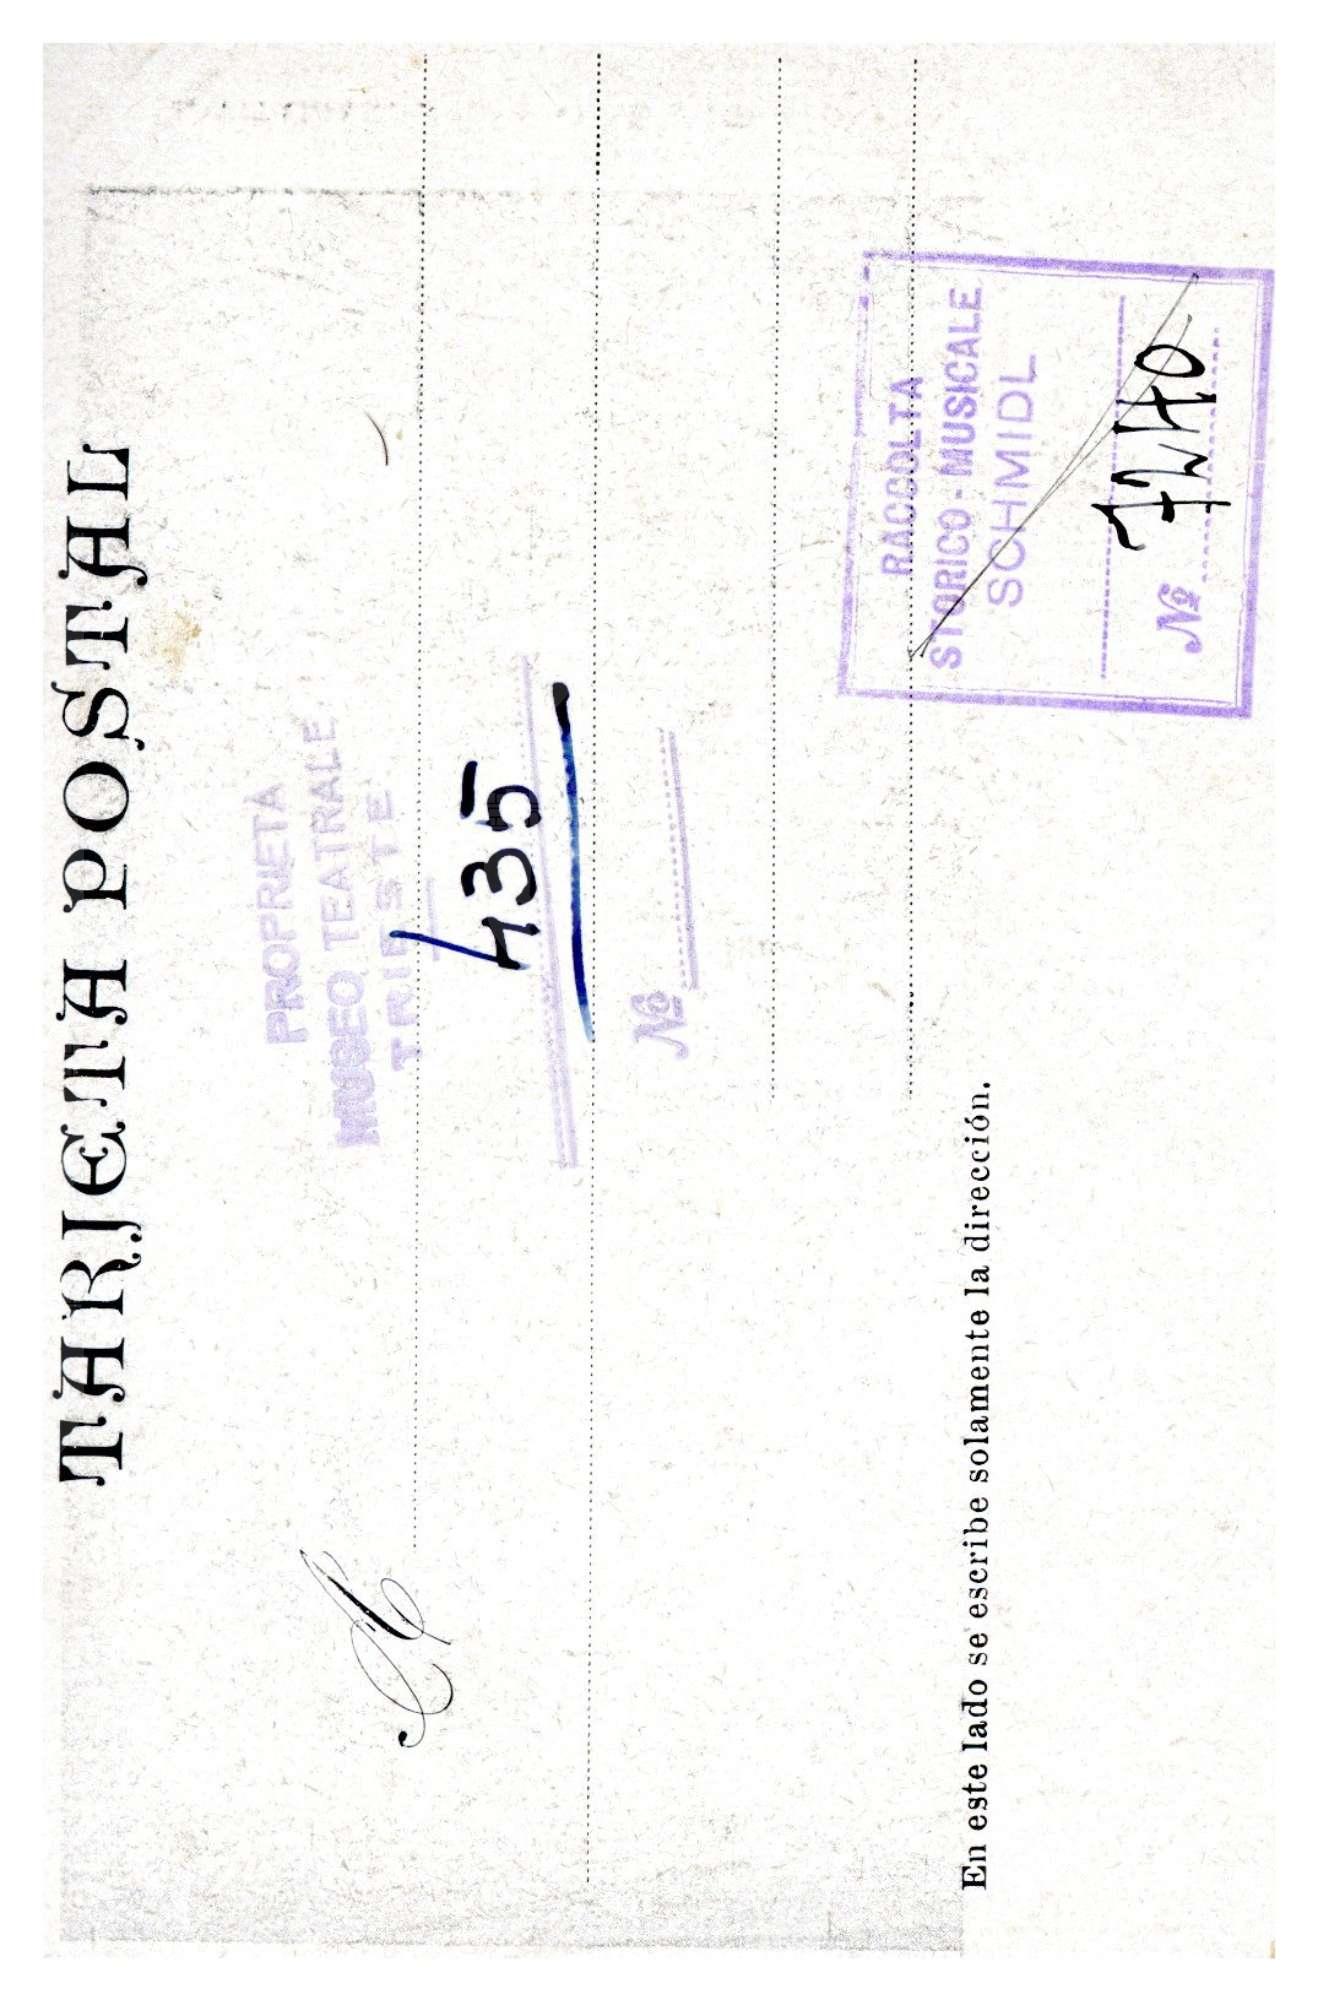 TARJETA POSTAL
PROPRIETÀ
MUSEO TEATRALE
TRIESTE
435
№
A
RACCOLTA
STORICO-MUSICALE
SCHMIDL
№
En este lado se escribe solamente la dirección.